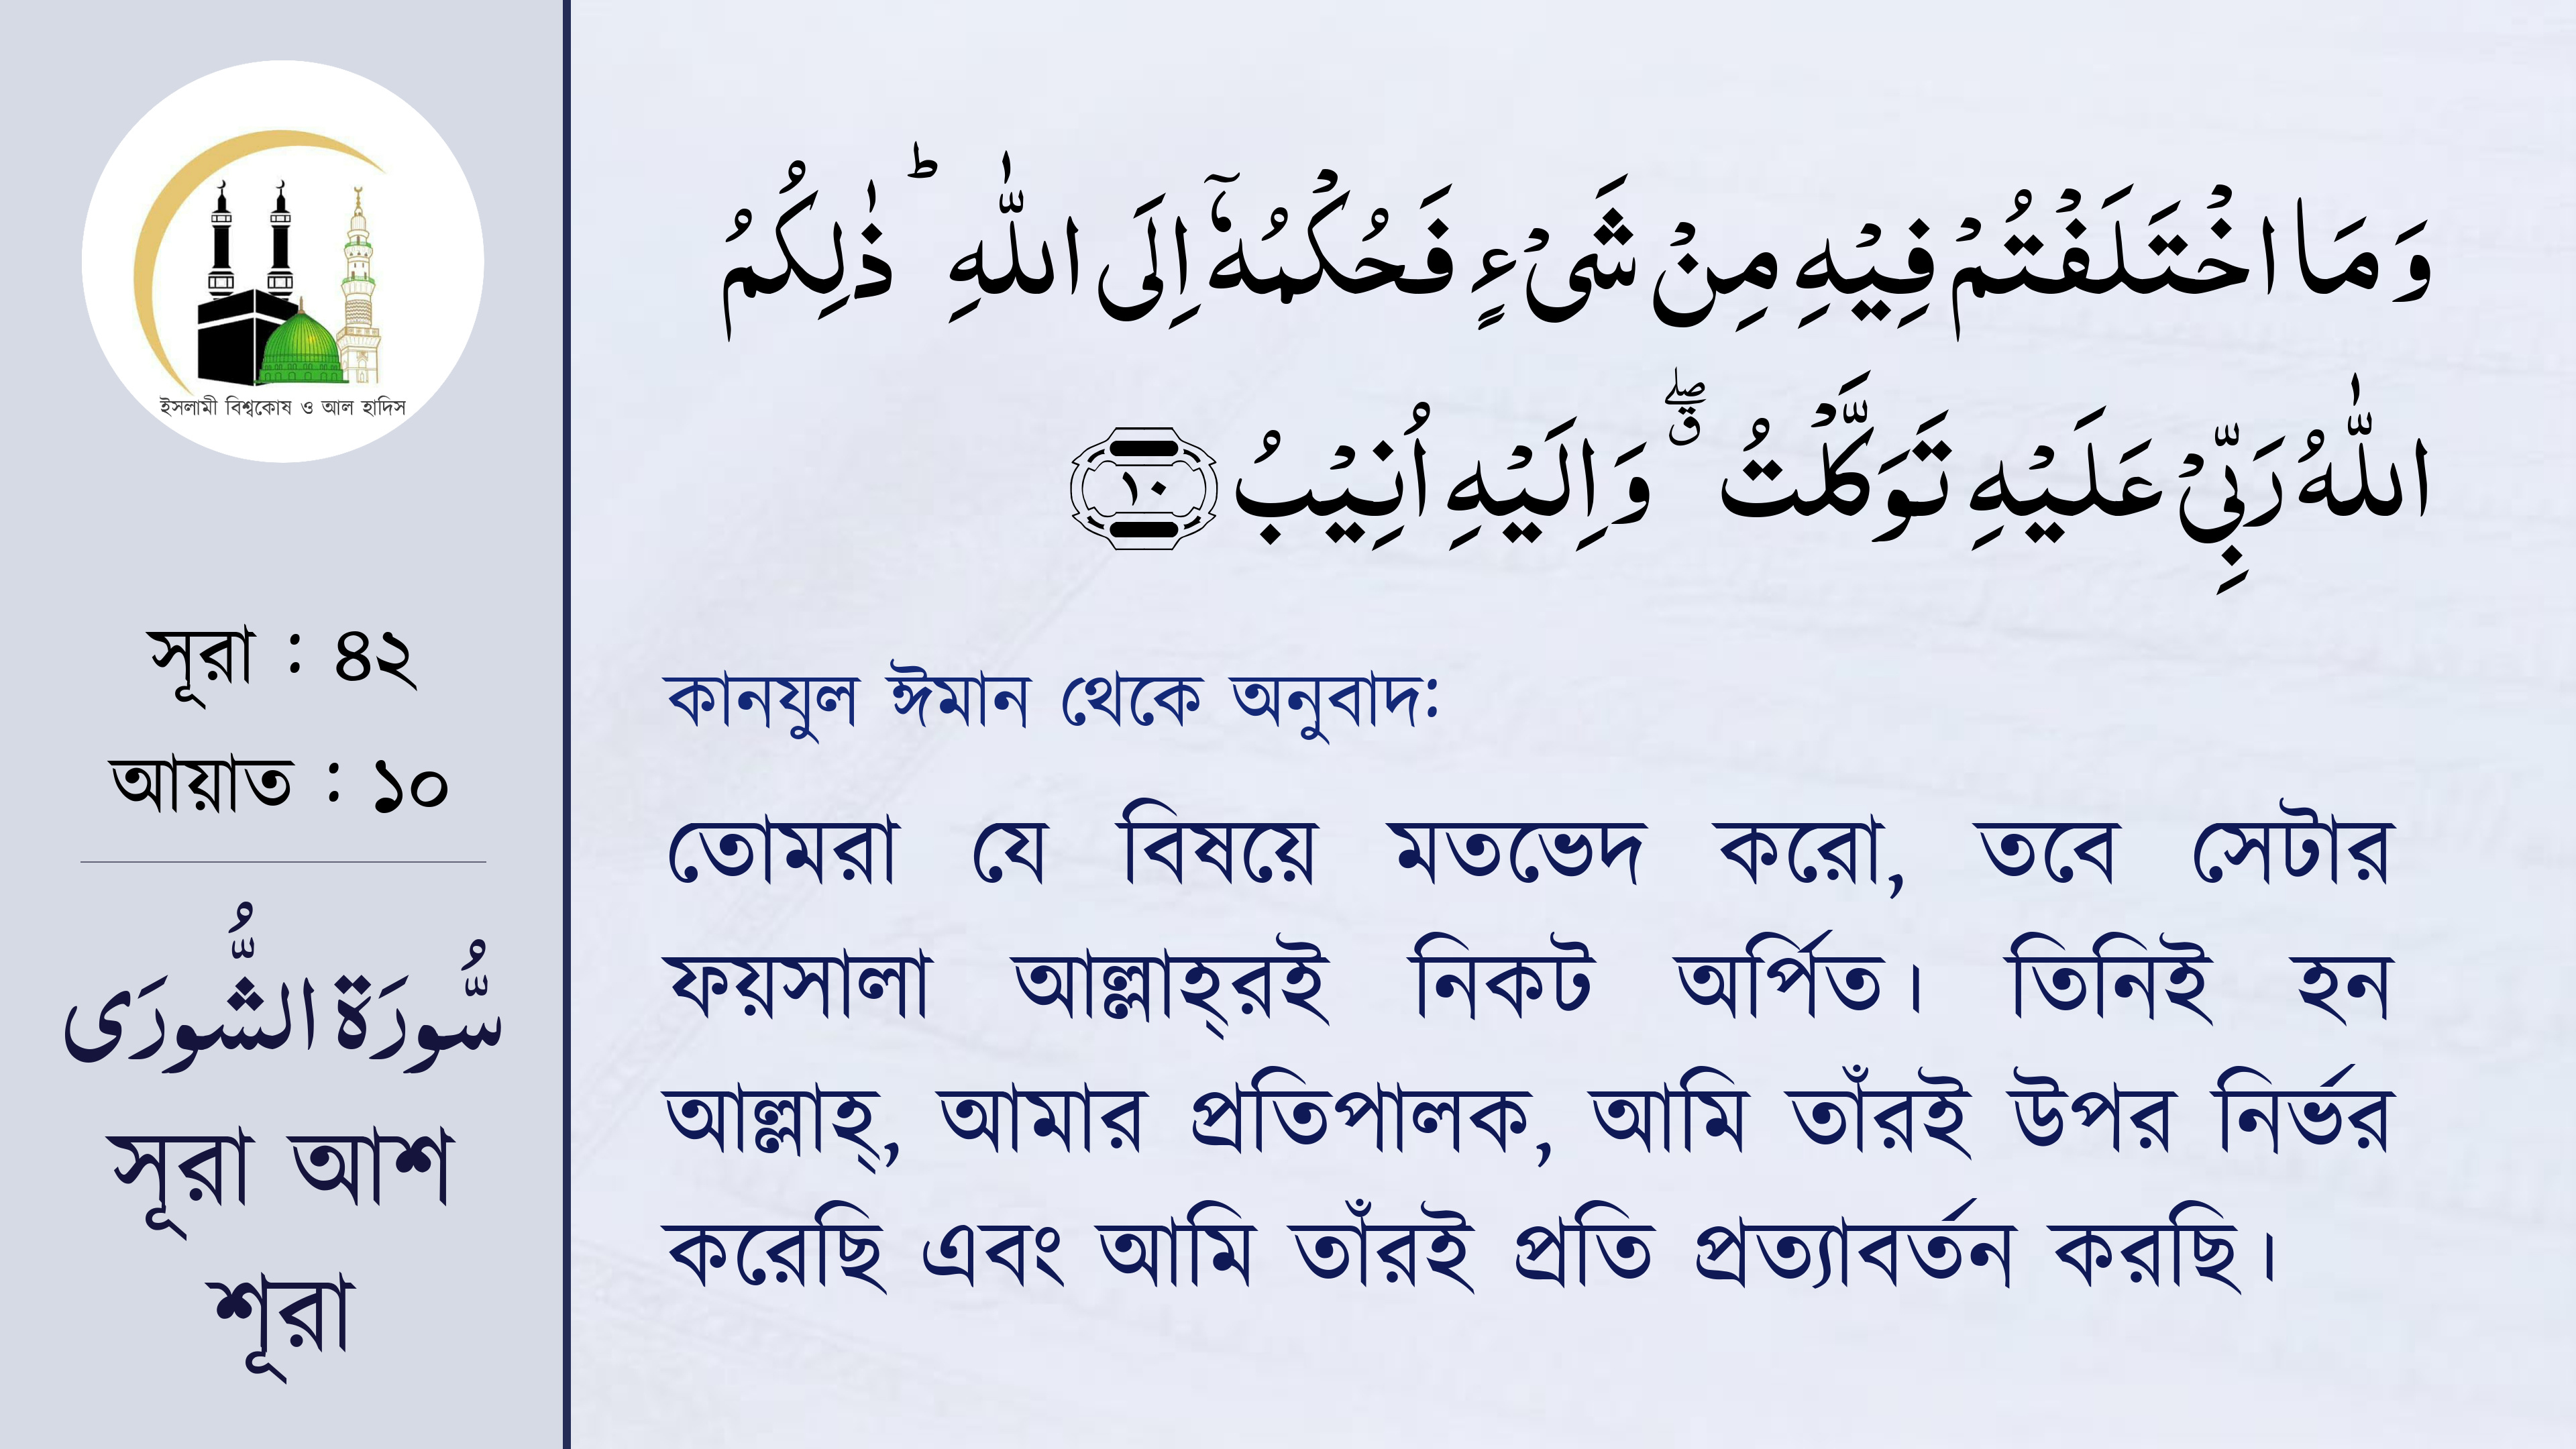 ইসলামী বিশ্বকোষ ও আল হাদিস
সূরা : ৪২
আয়াত : ১০
سُّورَة الشُّورَى
সূরা আশ
শূরা
وَ مَا اخْتَلَفْتُمْ فِیْهِ مِنْ شَیْءٍ فَحُكْمُهٗۤ اِلَى اللّٰهِؕ ذٰلِكُمُ
اللّٰهُ رَبِّیْ عَلَیْهِ تَوَكَّلْتُ ۖۗ وَ اِلَیْهِ اُنِیْبُ ۝۱۰
কানযুল ঈমান থেকে অনুবাদ:
তোমরা যে বিষয়ে মতভেদ করো, তবে সেটার
ফয়সালা আল্লাহ্‌রই নিকট অর্পিত। তিনিই হন
আল্লাহ্, আমার প্রতিপালক, আমি তাঁরই উপর নির্ভর
করেছি এবং আমি তাঁরই প্রতি প্রত্যাবর্তন করছি।